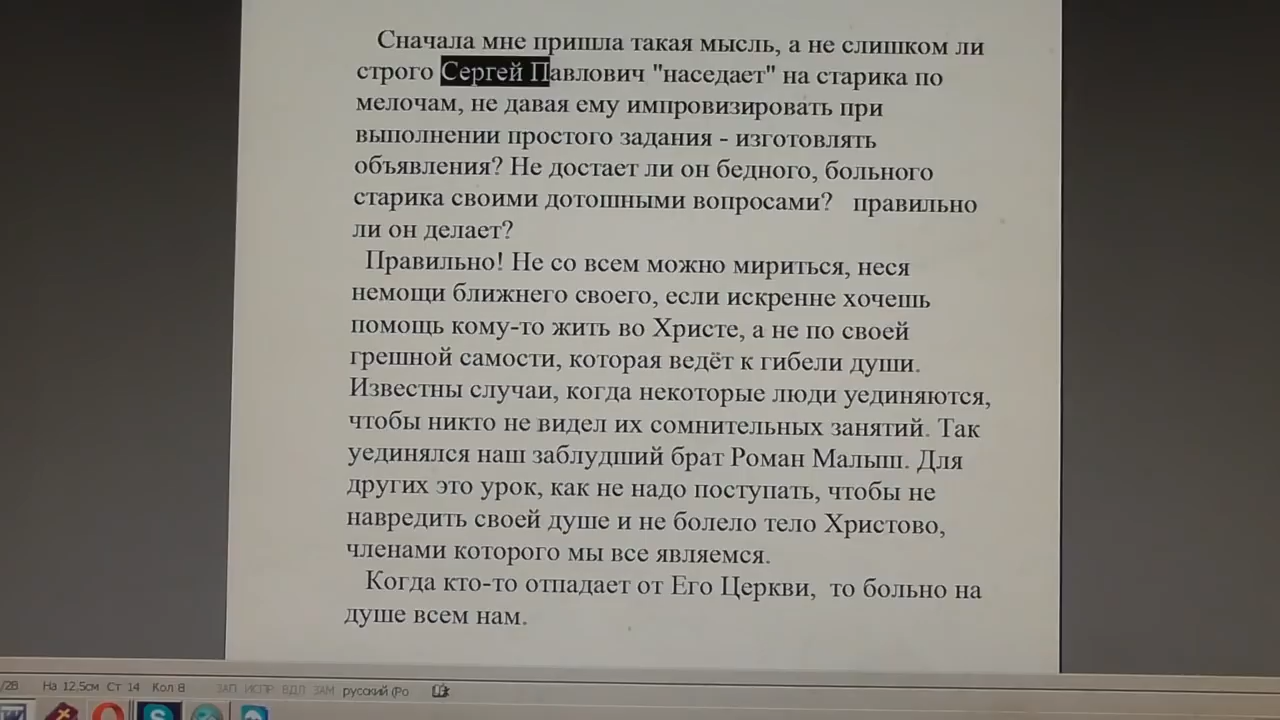 Сначала мне пришла такая мысль, а не слишком ли
строго Сергей Павлович "наседает" на старика по
мелочам, не давая ему импровизировать при
выполнении простого задания - изготовлять
объявления? Не достает ли он бедного, больного
старика своими дотошными вопросами? правильно
ли он делает?
Правильно! Не со всем можно мириться, неся
немощи ближнего своего, если искренне хочешь
помощь кому-то жить во Христе, а не по своей
грешной самости, которая ведёт к гибели души.
Известны случаи, когда некоторые люди уединяются,
чтобы никто не видел их сомнительных занятий. Так
уединялся наш заблудший брат Роман Малыш. Для
других это урок, как не надо поступать, чтобы не
навредить своей душе и не болело тело Христово,
членами которого мы все являемся.
Когда кто-то отпадает от Его Церкви, то больно на
душе всем нам.
/28 На 12.5см Ст 14 Кол 8 ЗАП ИСПР ВДЛ ЗАМ русский (Ро